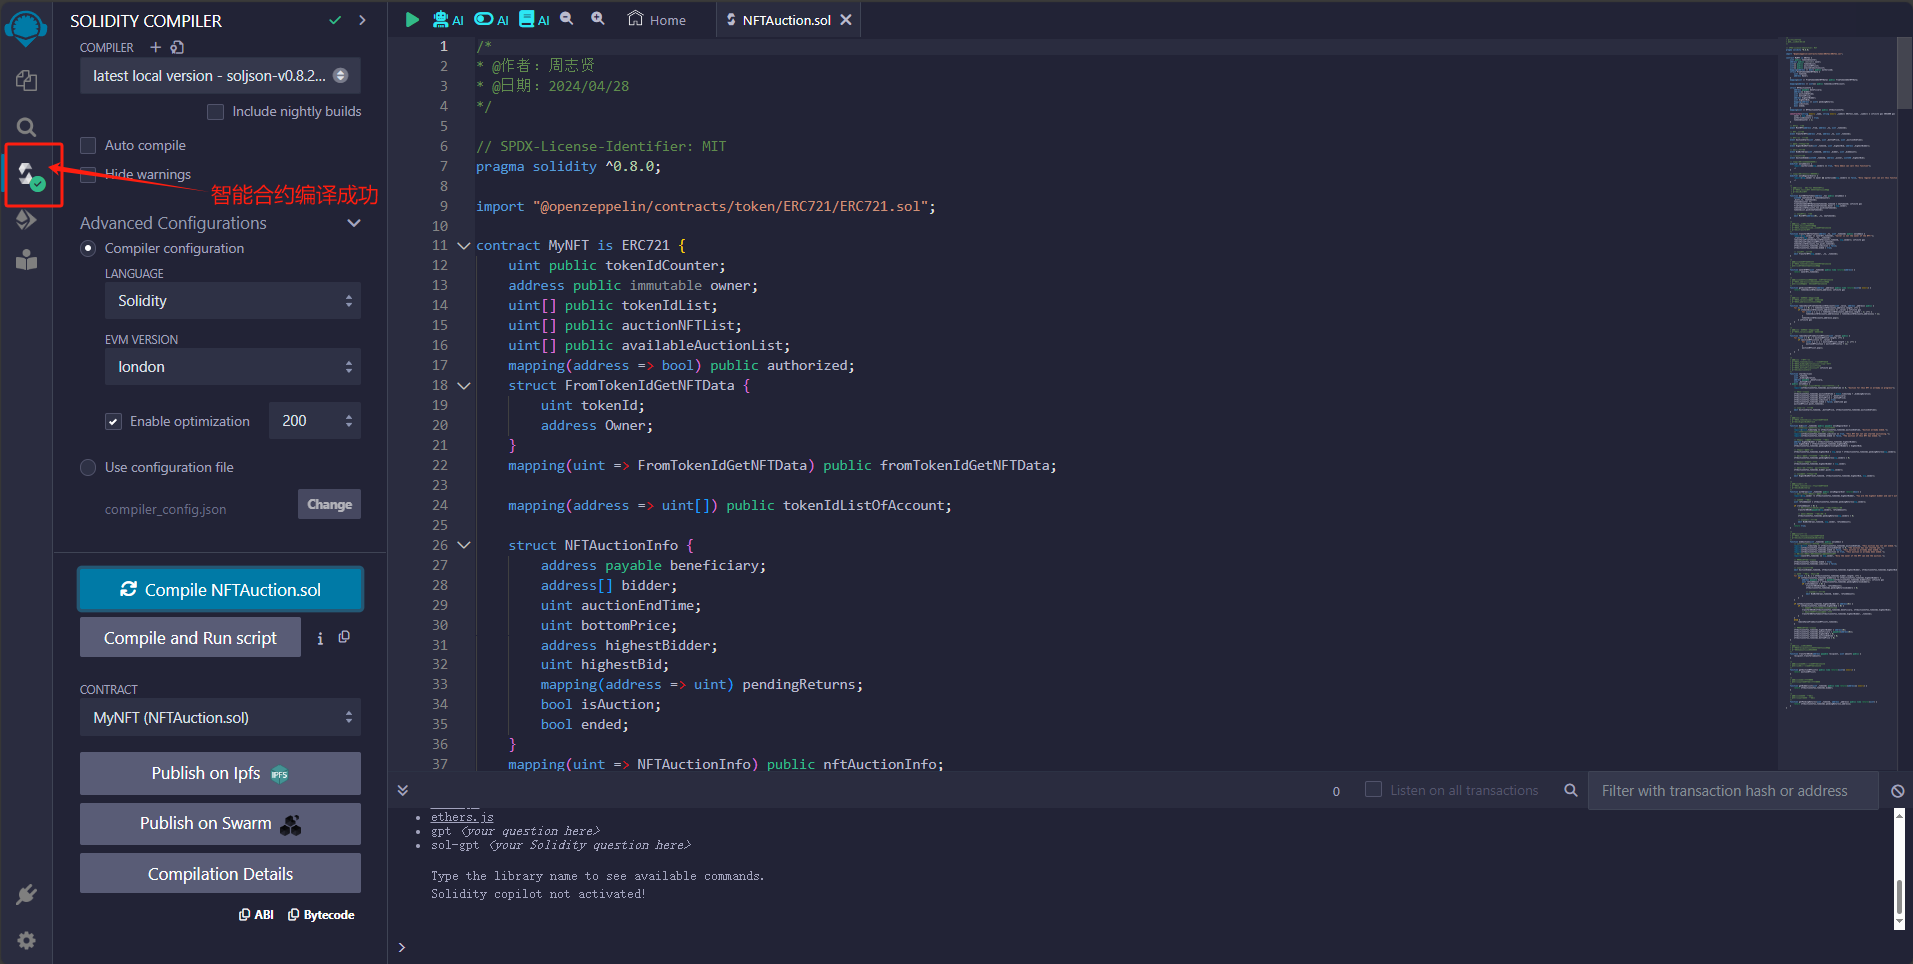 SOLIDITY COMPILER
COMPILER
latest local version - soljson-v0.8.2...
Include nightly builds
Auto compile
Hide warnings
智能合约编译成功
Advanced Configurations
Compiler configuration
LANGUAGE
Solidity
EVM VERSION
london
Enable optimization
200
Use configuration file
compiler_config.json
Change
Compile NFTAuction.sol
Compile and Run script
CONTRACT
MyNFT (NFTAuction.sol)
Publish on Ipfs
IPFS
Publish on Swarm
Compilation Details
ABI
Bytecode
AI
AI
AI
Home
NFTAuction.sol
1 /*
2 * @作者: 周志贤
3 * @日期: 2024/04/28
4 */
5
6 // SPDX-License-Identifier: MIT
7 pragma solidity ^0.8.0;
8
9 import "@openzeppelin/contracts/token/ERC721/ERC721.sol";
10
11 contract MyNFT is ERC721 {
12 uint public tokenIdCounter;
13 address public immutable owner;
14 uint[] public tokenIdList;
15 uint[] public auctionNFTList;
16 uint[] public availableAuctionList;
17 mapping(address => bool) public authorized;
18 struct FromTokenIdGetNFTData {
19 uint tokenId;
20 address Owner;
21 }
22 mapping(uint => FromTokenIdGetNFTData) public fromTokenIdGetNFTData;
23
24 mapping(address => uint[]) public tokenIdListOfAccount;
25
26 struct NFTAuctionInfo {
27 address payable beneficiary;
28 address[] bidder;
29 uint auctionEndTime;
30 uint bottomPrice;
31 address highestBidder;
32 uint highestBid;
33 mapping(address => uint) pendingReturns;
34 bool isAuction;
35 bool ended;
36 }
37 mapping(uint => NFTAuctionInfo) public nftAuctionInfo;
0
Listen on all transactions
Filter with transaction hash or address
• ethers.js
• gpt <your question here>
• sol-gpt <your Solidity question here>
Type the library name to see available commands.
Solidity copilot not activated!
>